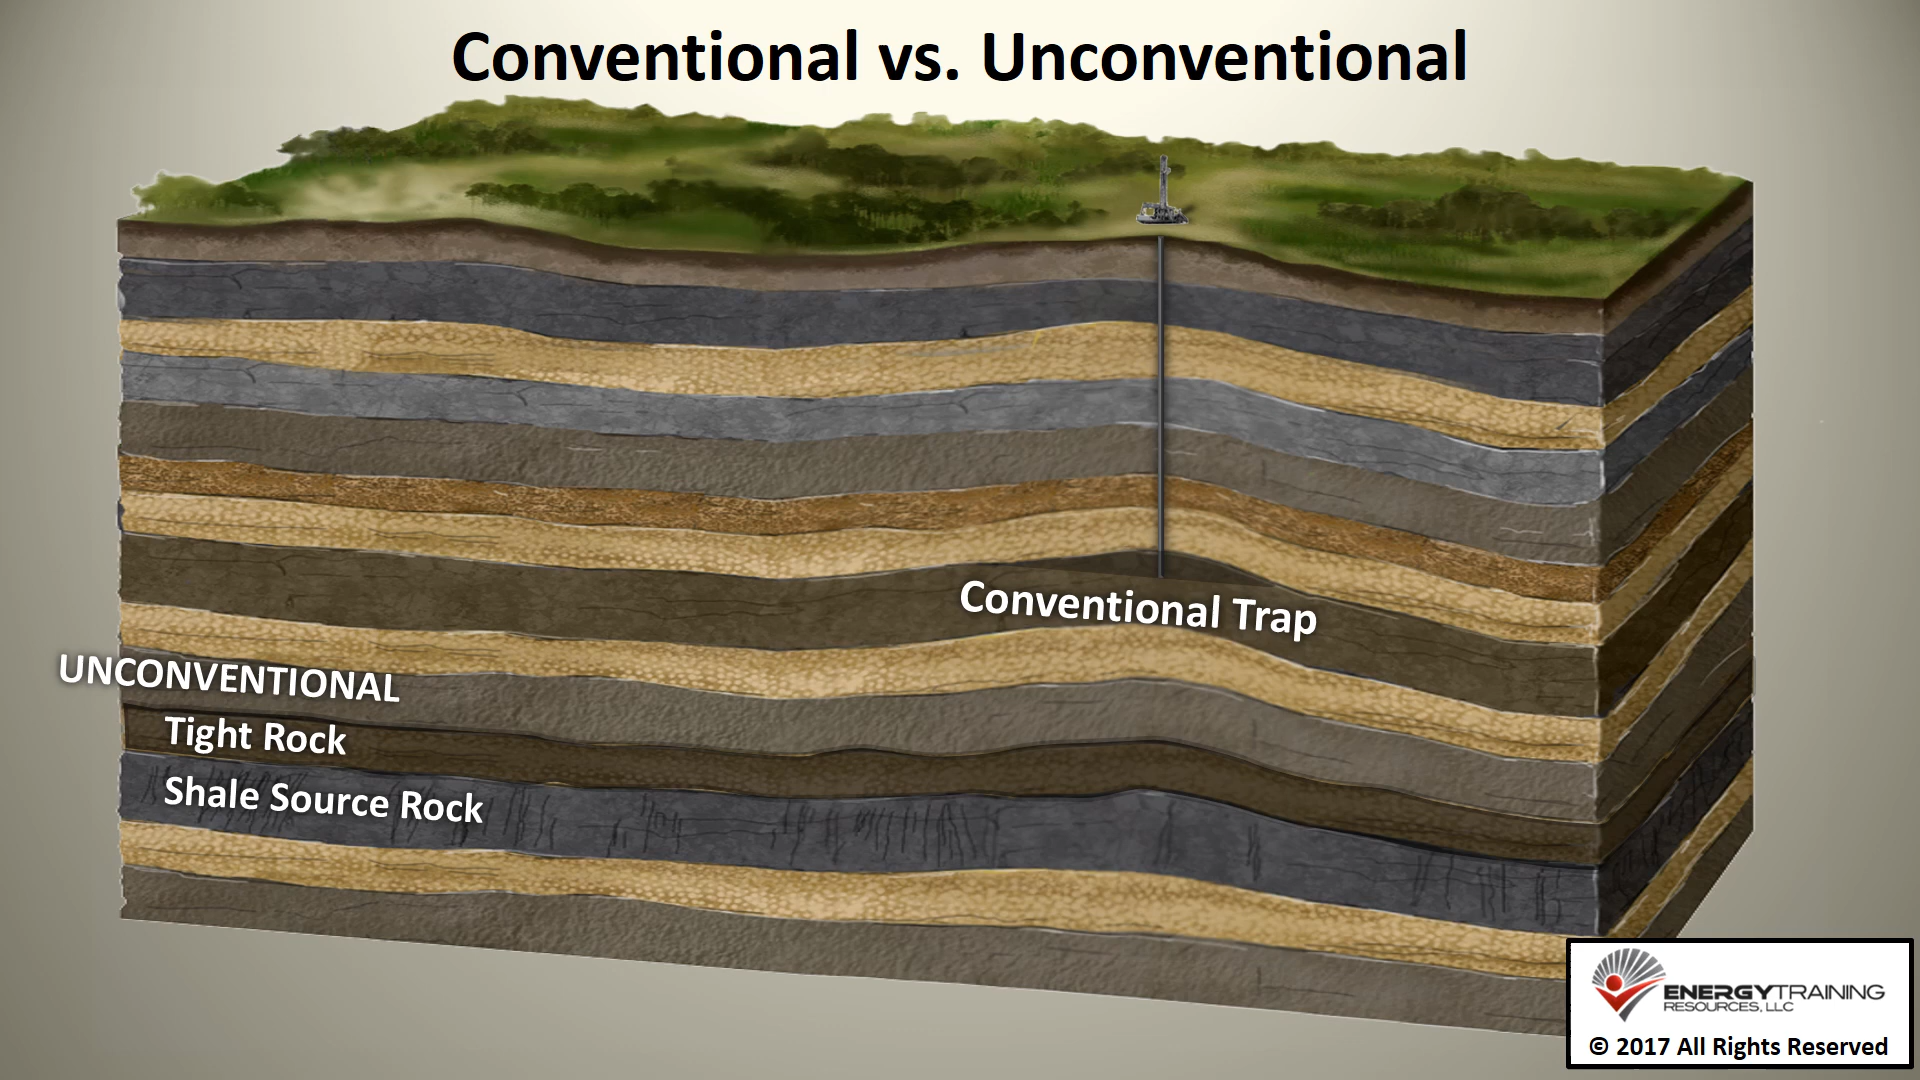 Conventional vs. Unconventional
Conventional Trap
UNCONVENTIONAL
Tight Rock
Shale Source Rock
ENERGYTRAINING
RESOURCES, LLC
© 2017 All Rights Reserved